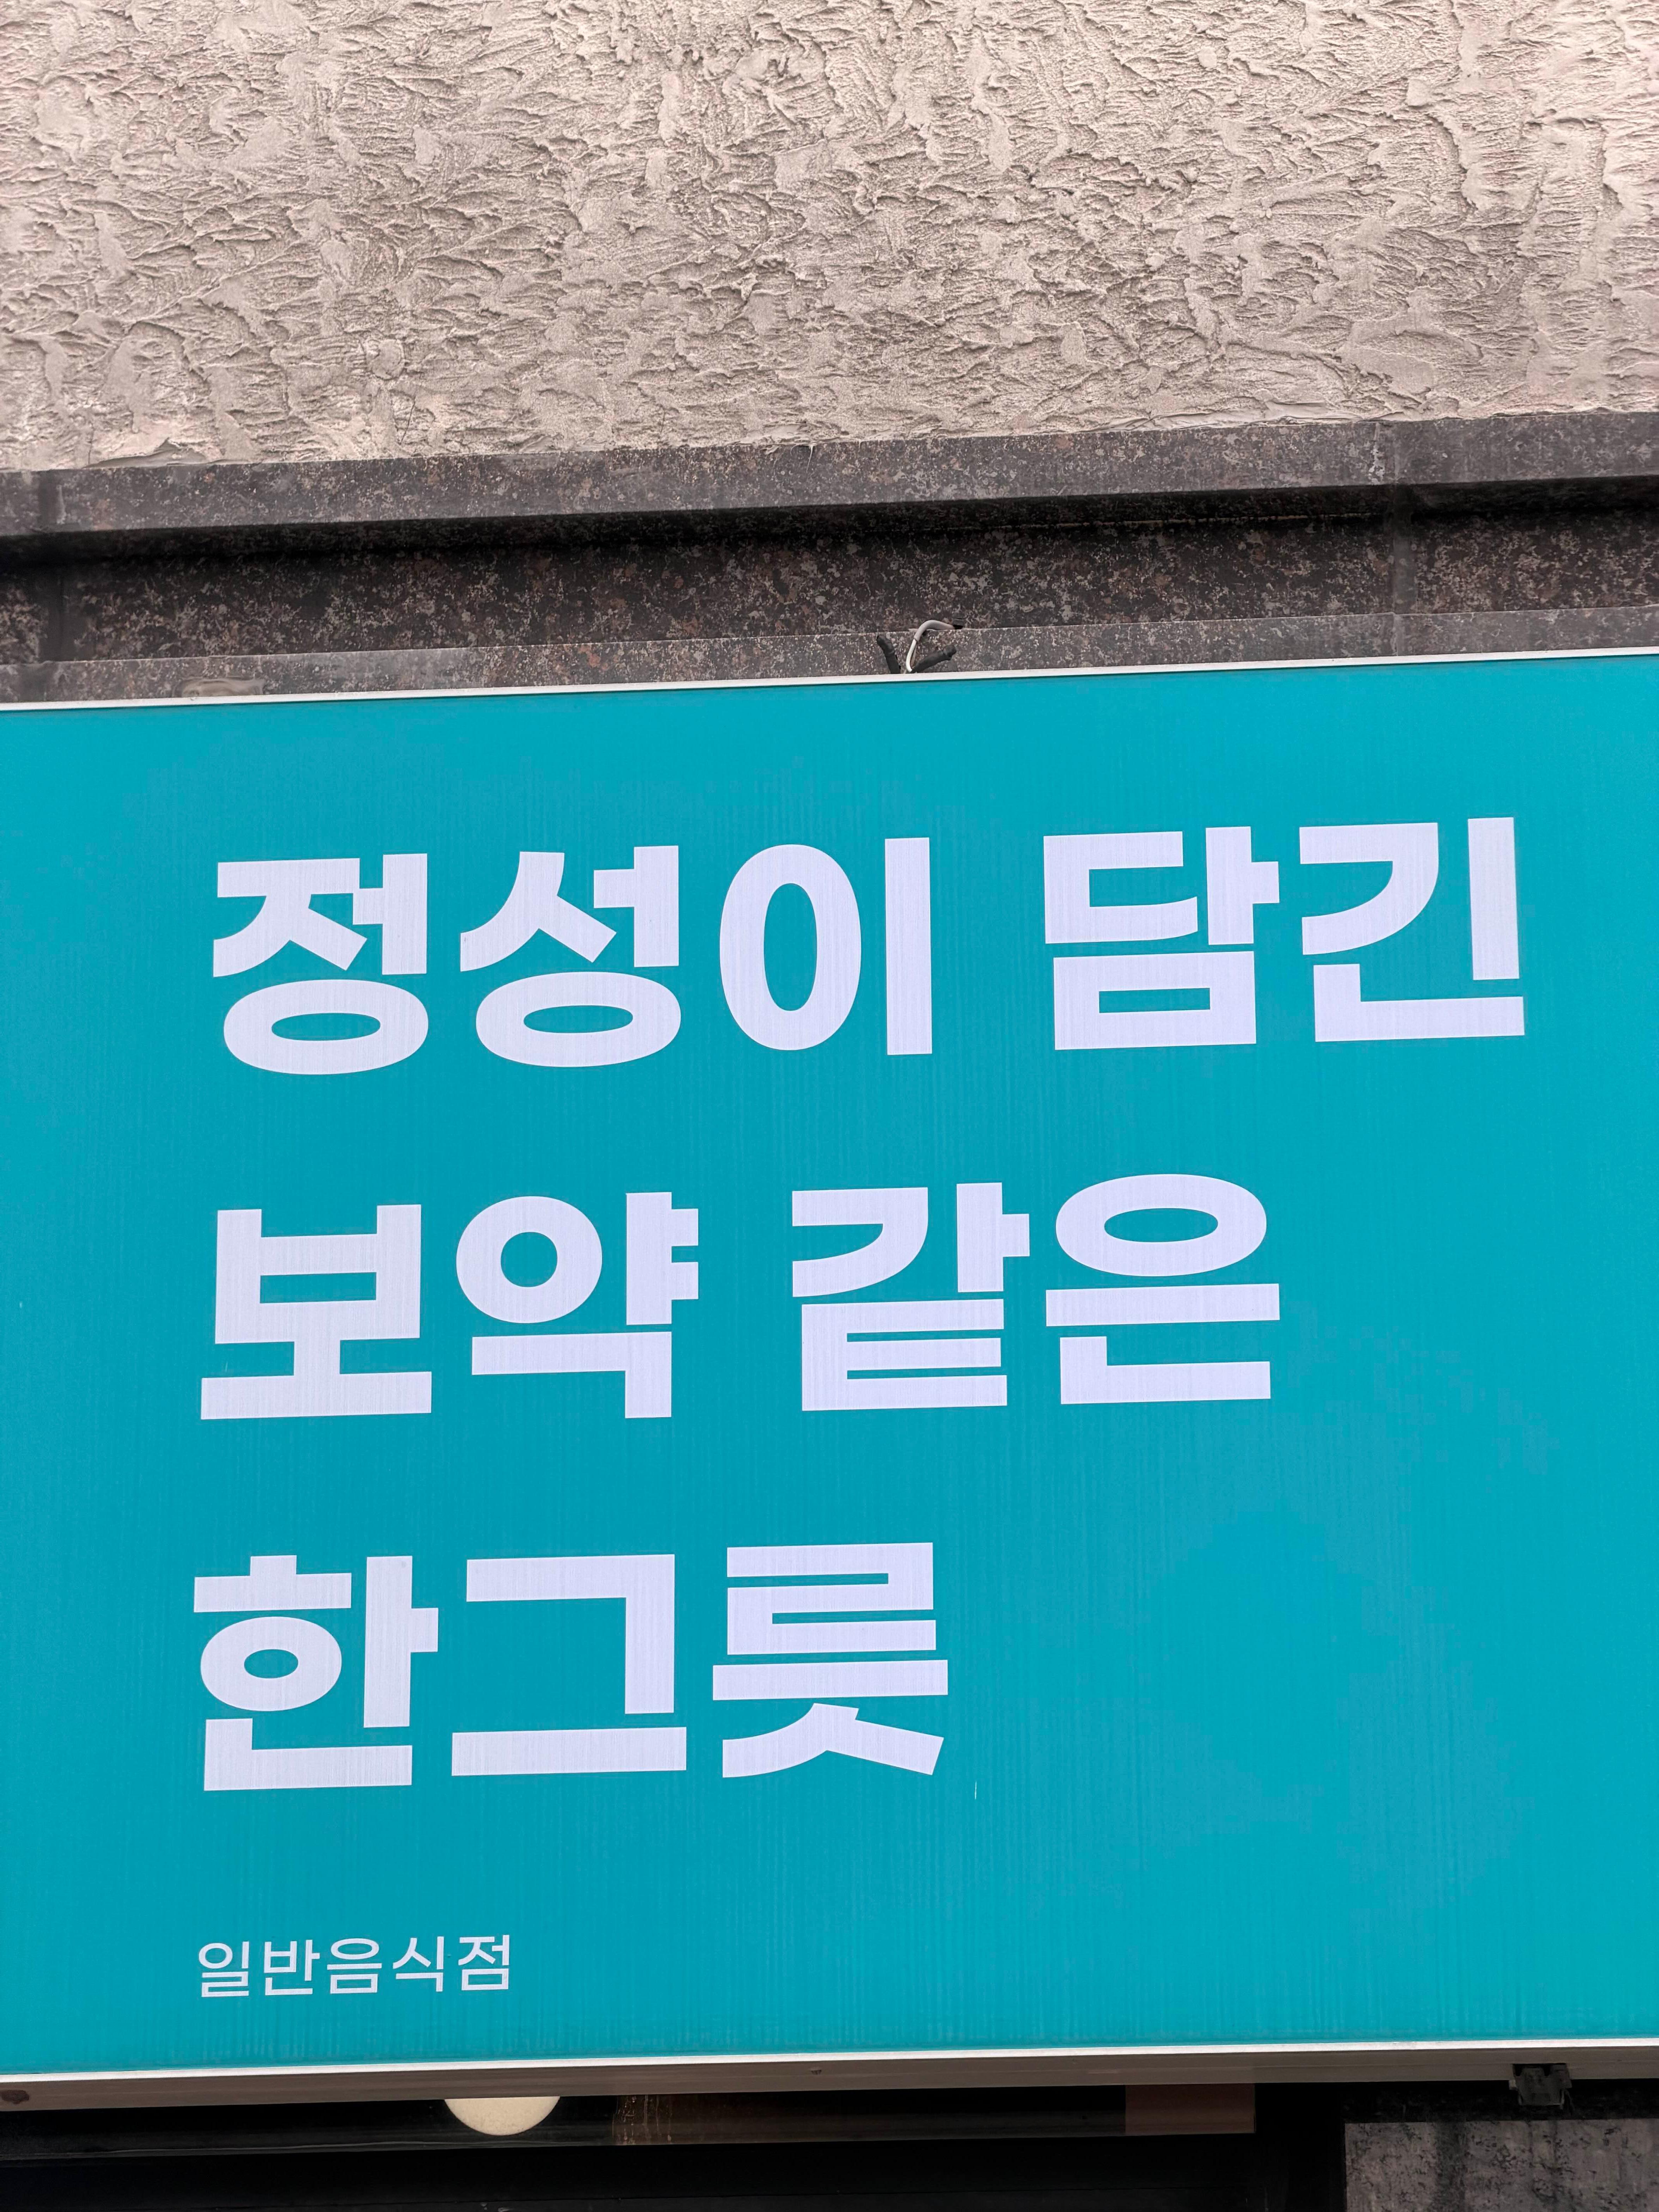 정성이 담긴
보약 같은
한그릇
일반음식점